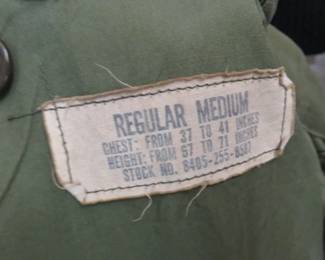 REGULAR MEDIUM
CHEST: FROM 37 TO 41 INCHES
HEIGHT: FROM 67 TO 71 INCHES
STOCK NO. 8405-255-8587